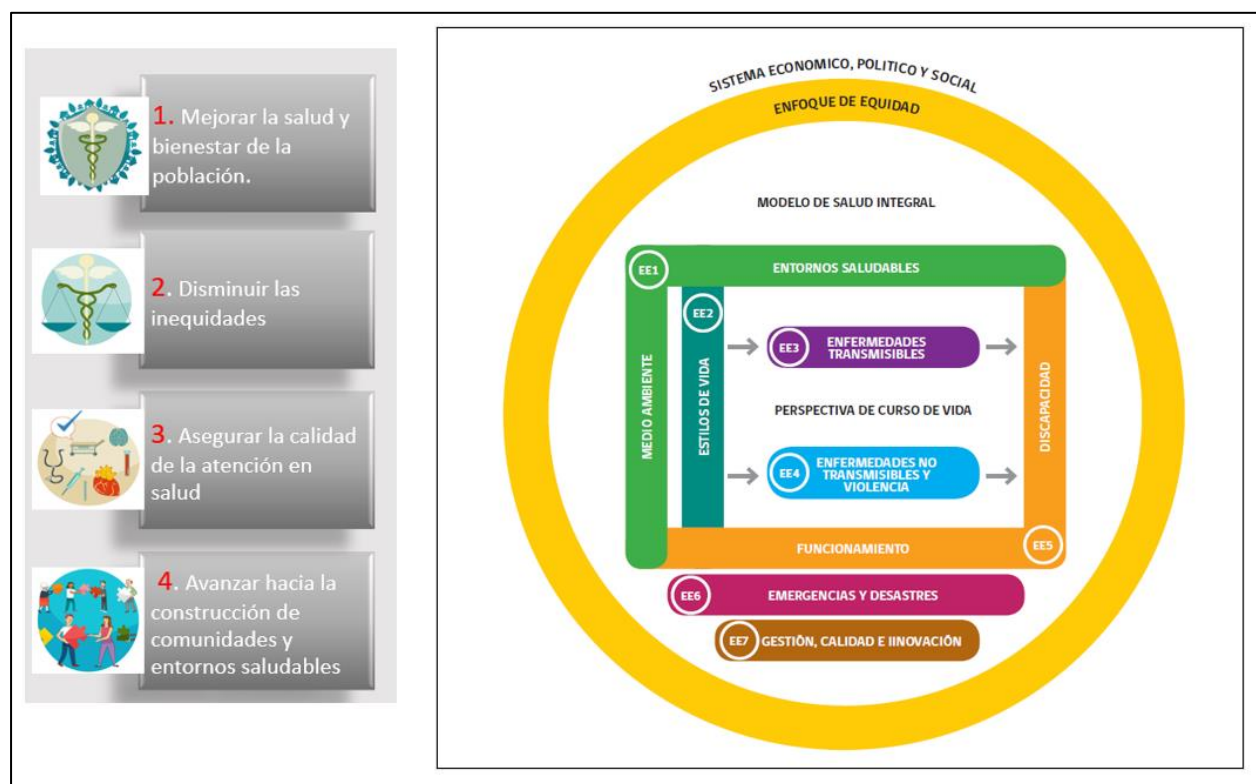 1. Mejorar la salud y
bienestar de la
población.
2. Disminuir las
inequidades
3. Asegurar la calidad
de la atención en
salud
4. Avanzar hacia la
construcción de
comunidades y
entornos saludables
SISTEMA ECONOMICO, POLITICO Y SOCIAL
ENFOQUE DE EQUIDAD
MODELO DE SALUD INTEGRAL
EE1
ENTORNOS SALUDABLES
MEDIO AMBIENTE
EE2
ESTILOS DE VIDA
EE3
ENFERMEDADES
TRANSMISIBLES
PERSPECTIVA DE CURSO DE VIDA
EE4
ENFERMEDADES NO
TRANSMISIBLES Y
VIOLENCIA
DISCAPACIDAD
FUNCIONAMIENTO
EE5
EE6
EMERGENCIAS Y DESASTRES
EE7
GESTIÓN, CALIDAD E IINOVACIÓN